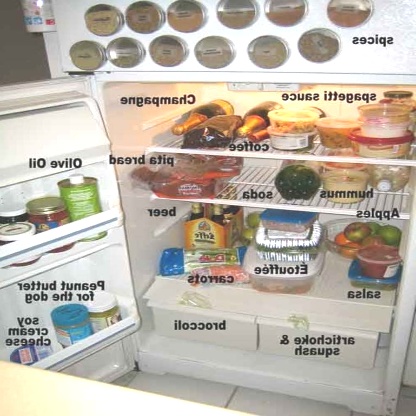 spices
Champagne
spagetti sauce
coffee
Olive Oil
pita bread
soda
hummus
beer
Apples
Leffe
Etouffee
carrots
Peanut butter
for the dog
salsa
soy
cream
cheese
broccoli
artichoke &
squash